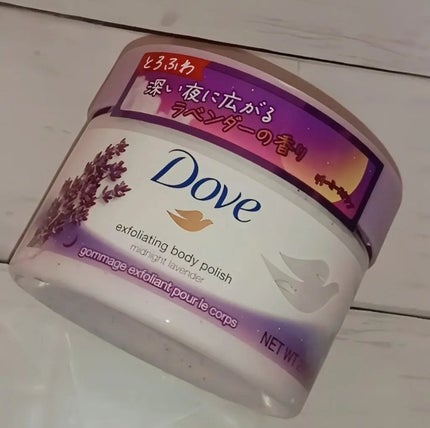 とろふわ
深い夜に広がる
ラベンダーの香り
Dove
exfoliating body polish
midnight lavender
gommage exfoliant pour le corps
NET WT